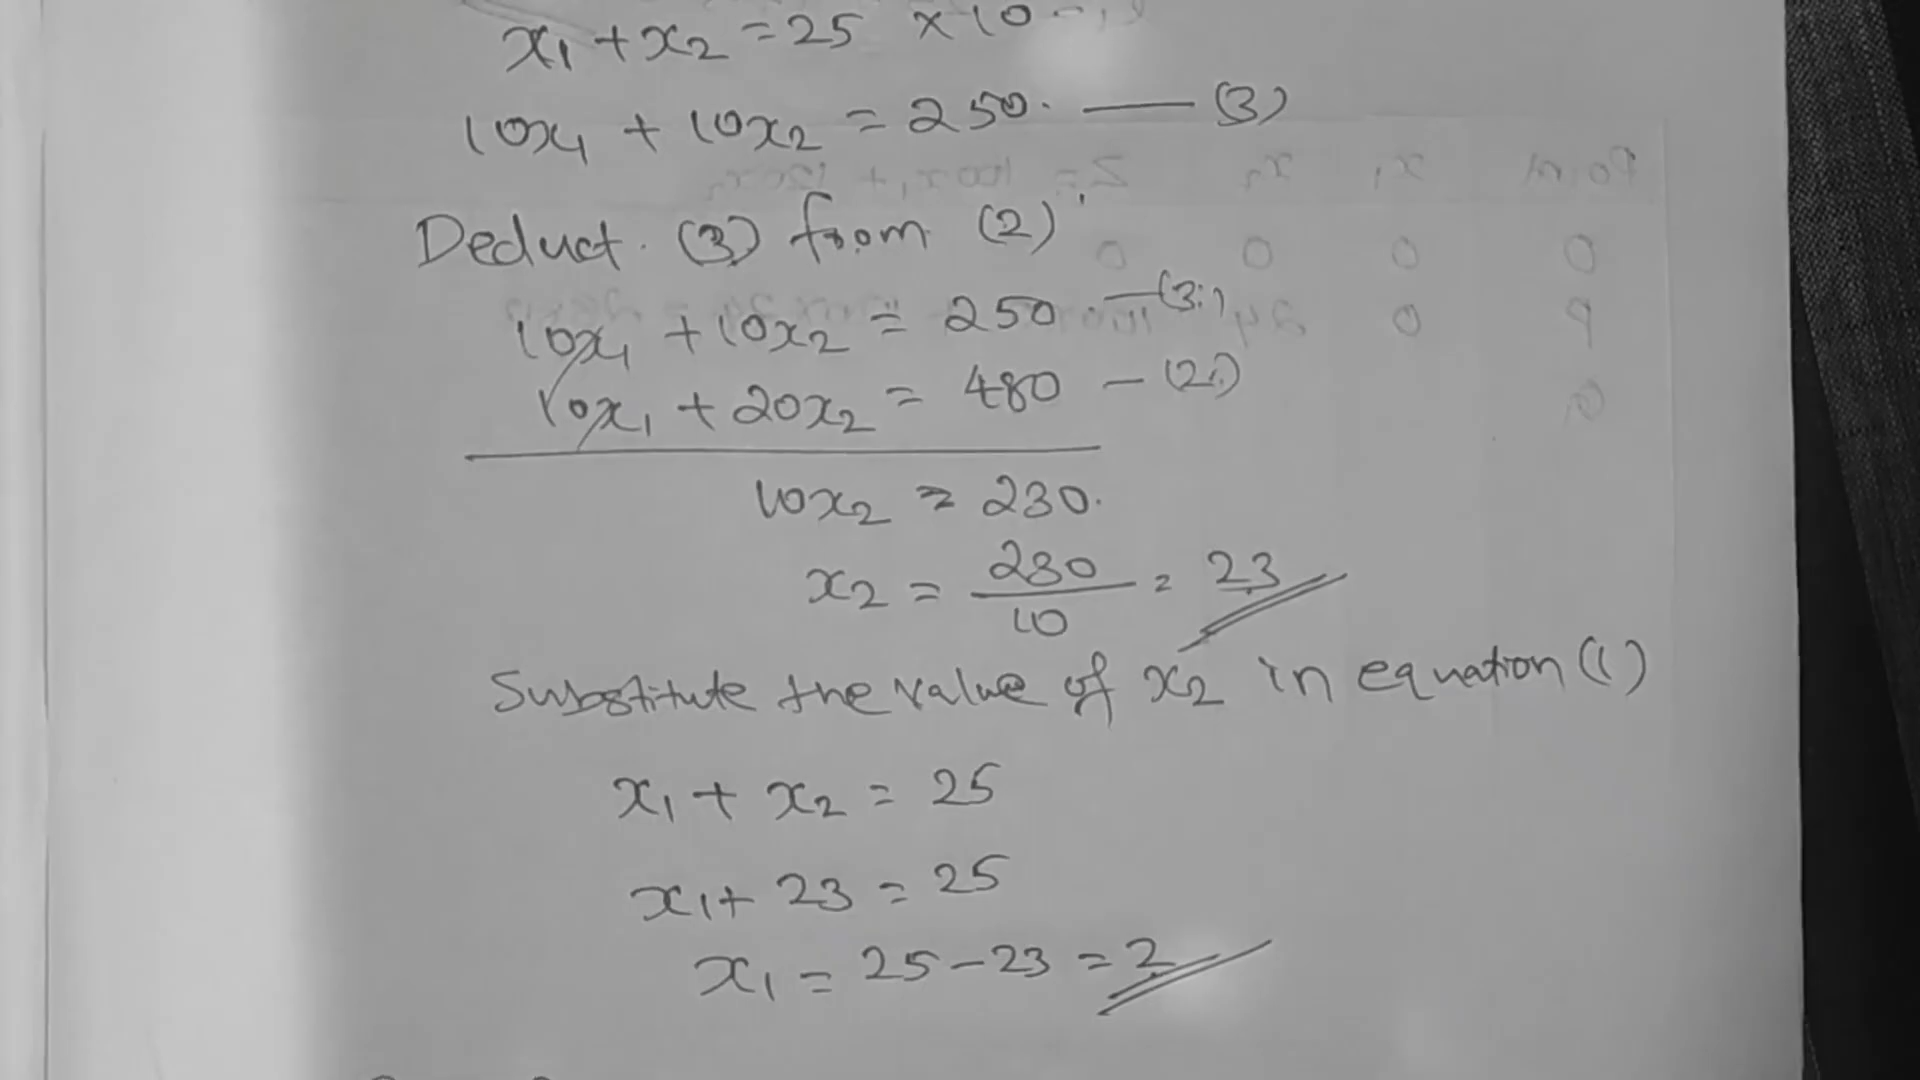 x₁ + x₂ = 25 × 10
10x₁ + 10x₂ = 250. — (3)
Deduct. (3) from (2)
10x₁ + 10x₂ = 250 — (3)
10x₁ + 20x₂ = 480 — (2)
10x₂ = 230.
x₂ = 230/10 = 23
Substitute the value of x₂ in equation (1)
x₁ + x₂ = 25
x₁ + 23 = 25
x₁ = 25 - 23 = 2